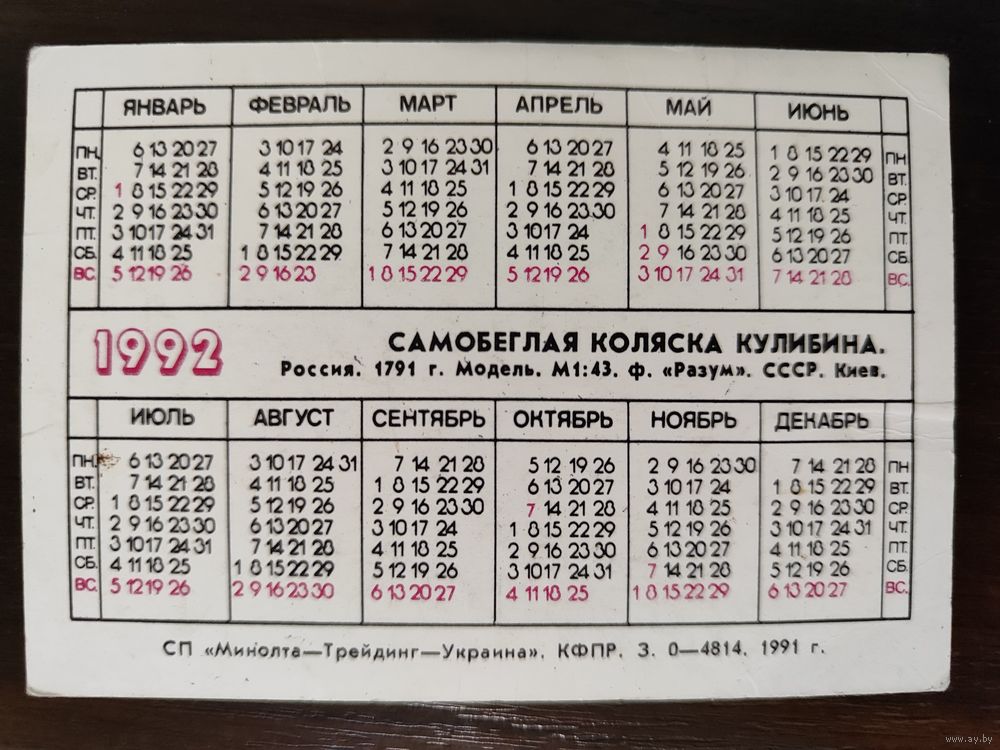 ЯНВАРЬ ФЕВРАЛЬ МАРТ АПРЕЛЬ МАЙ ИЮНЬ
ПН. 6 13 20 27 3 10 17 24 2 9 16 23 30 6 13 20 27 4 11 18 25 1 8 15 22 29 ПН.
ВТ. 7 14 21 28 4 11 18 25 3 10 17 24 31 7 14 21 28 5 12 19 26 2 9 16 23 30 ВТ.
СР. 1 8 15 22 29 5 12 19 26 4 11 18 25 1 8 15 22 29 6 13 20 27 3 10 17 24 СР.
ЧТ. 2 9 16 23 30 6 13 20 27 5 12 19 26 2 9 16 23 30 7 14 21 28 4 11 18 25 ЧТ.
ПТ. 3 10 17 24 31 7 14 21 28 6 13 20 27 3 10 17 24 1 8 15 22 29 5 12 19 26 ПТ.
СБ. 4 11 18 25 1 8 15 22 29 7 14 21 28 4 11 18 25 2 9 16 23 30 6 13 20 27 СБ.
ВС. 5 12 19 26 2 9 16 23 1 8 15 22 29 5 12 19 26 3 10 17 24 31 7 14 21 28 ВС.
1992 САМОБЕГЛАЯ КОЛЯСКА КУЛИБИНА.
Россия. 1791 г. Модель. М1:43. ф. «Разум». СССР. Киев.
ИЮЛЬ АВГУСТ СЕНТЯБРЬ ОКТЯБРЬ НОЯБРЬ ДЕКАБРЬ
ПН. 6 13 20 27 3 10 17 24 31 7 14 21 28 5 12 19 26 2 9 16 23 30 7 14 21 28 ПН.
ВТ. 7 14 21 28 4 11 18 25 1 8 15 22 29 6 13 20 27 3 10 17 24 1 8 15 22 29 ВТ.
СР. 1 8 15 22 29 5 12 19 26 2 9 16 23 30 7 14 21 28 4 11 18 25 2 9 16 23 30 СР.
ЧТ. 2 9 16 23 30 6 13 20 27 3 10 17 24 1 8 15 22 29 5 12 19 26 3 10 17 24 31 ЧТ.
ПТ. 3 10 17 24 31 7 14 21 28 4 11 18 25 2 9 16 23 30 6 13 20 27 4 11 18 25 ПТ.
СБ. 4 11 18 25 1 8 15 22 29 5 12 19 26 3 10 17 24 31 7 14 21 28 5 12 19 26 СБ.
ВС. 5 12 19 26 2 9 16 23 30 6 13 20 27 4 11 18 25 1 8 15 22 29 6 13 20 27 ВС.
СП «Минолта—Трейдинг—Украина». КФПР. З. 0—4814. 1991 г.
www.ay.by